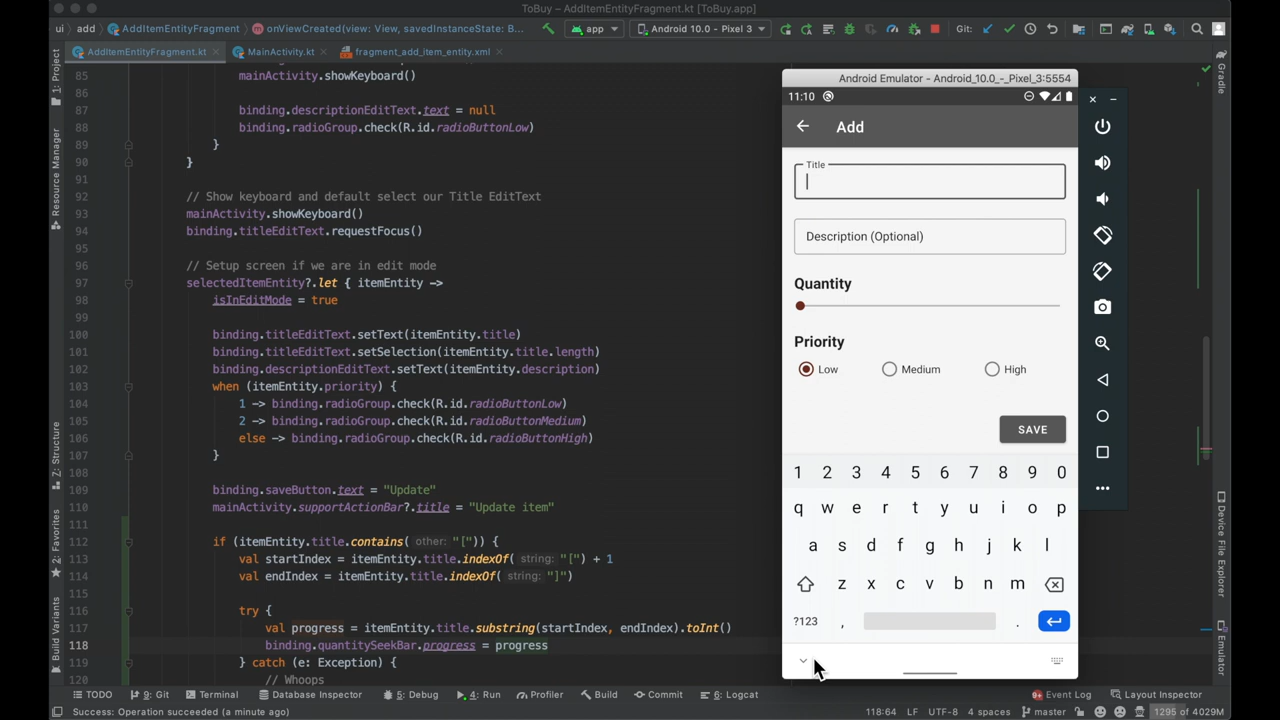 ToBuy – AddItemEntityFragment.kt [ToBuy.app]
ui › add › AddItemEntityFragment › onViewCreated(view: View, savedInstanceState: B...
app
Android 10.0 - Pixel 3
Git:
AddItemEntityFragment.kt
MainActivity.kt
fragment_add_item_entity.xml
1: Project
Resource Manager
Z: Structure
2: Favorites
Build Variants
Gradle
Device File Explorer
Emulator
85 mainActivity.showKeyboard()
86
87 binding.descriptionEditText.text = null
88 binding.radioGroup.check(R.id.radioButtonLow)
89 }
90 }
91
92 // Show keyboard and default select our Title EditText
93 mainActivity.showKeyboard()
94 binding.titleEditText.requestFocus()
95
96 // Setup screen if we are in edit mode
97 selectedItemEntity?.let { itemEntity ->
98 isInEditMode = true
99
100 binding.titleEditText.setText(itemEntity.title)
101 binding.titleEditText.setSelection(itemEntity.title.length)
102 binding.descriptionEditText.setText(itemEntity.description)
103 when (itemEntity.priority) {
104 1 -> binding.radioGroup.check(R.id.radioButtonLow)
105 2 -> binding.radioGroup.check(R.id.radioButtonMedium)
106 else -> binding.radioGroup.check(R.id.radioButtonHigh)
107 }
108
109 binding.saveButton.text = "Update"
110 mainActivity.supportActionBar?.title = "Update item"
111
112 if (itemEntity.title.contains( other: "[")) {
113 val startIndex = itemEntity.title.indexOf( string: "[") + 1
114 val endIndex = itemEntity.title.indexOf( string: "]")
115
116 try {
117 val progress = itemEntity.title.substring(startIndex, endIndex).toInt()
118 binding.quantitySeekBar.progress = progress
119 } catch (e: Exception) {
120 // Whoops
Android Emulator - Android_10.0_-_Pixel_3:5554
11:10
Add
Title
Description (Optional)
Quantity
Priority
Low Medium High
SAVE
1 2 3 4 5 6 7 8 9 0
q w e r t y u i o p
a s d f g h j k l
z x c v b n m
?123 , .
TODO 9: Git Terminal Database Inspector 5: Debug 4: Run Profiler Build Commit 6: Logcat 9+ Event Log Layout Inspector
Success: Operation succeeded (a minute ago) 118:64 LF UTF-8 4 spaces master 1295 of 4029M